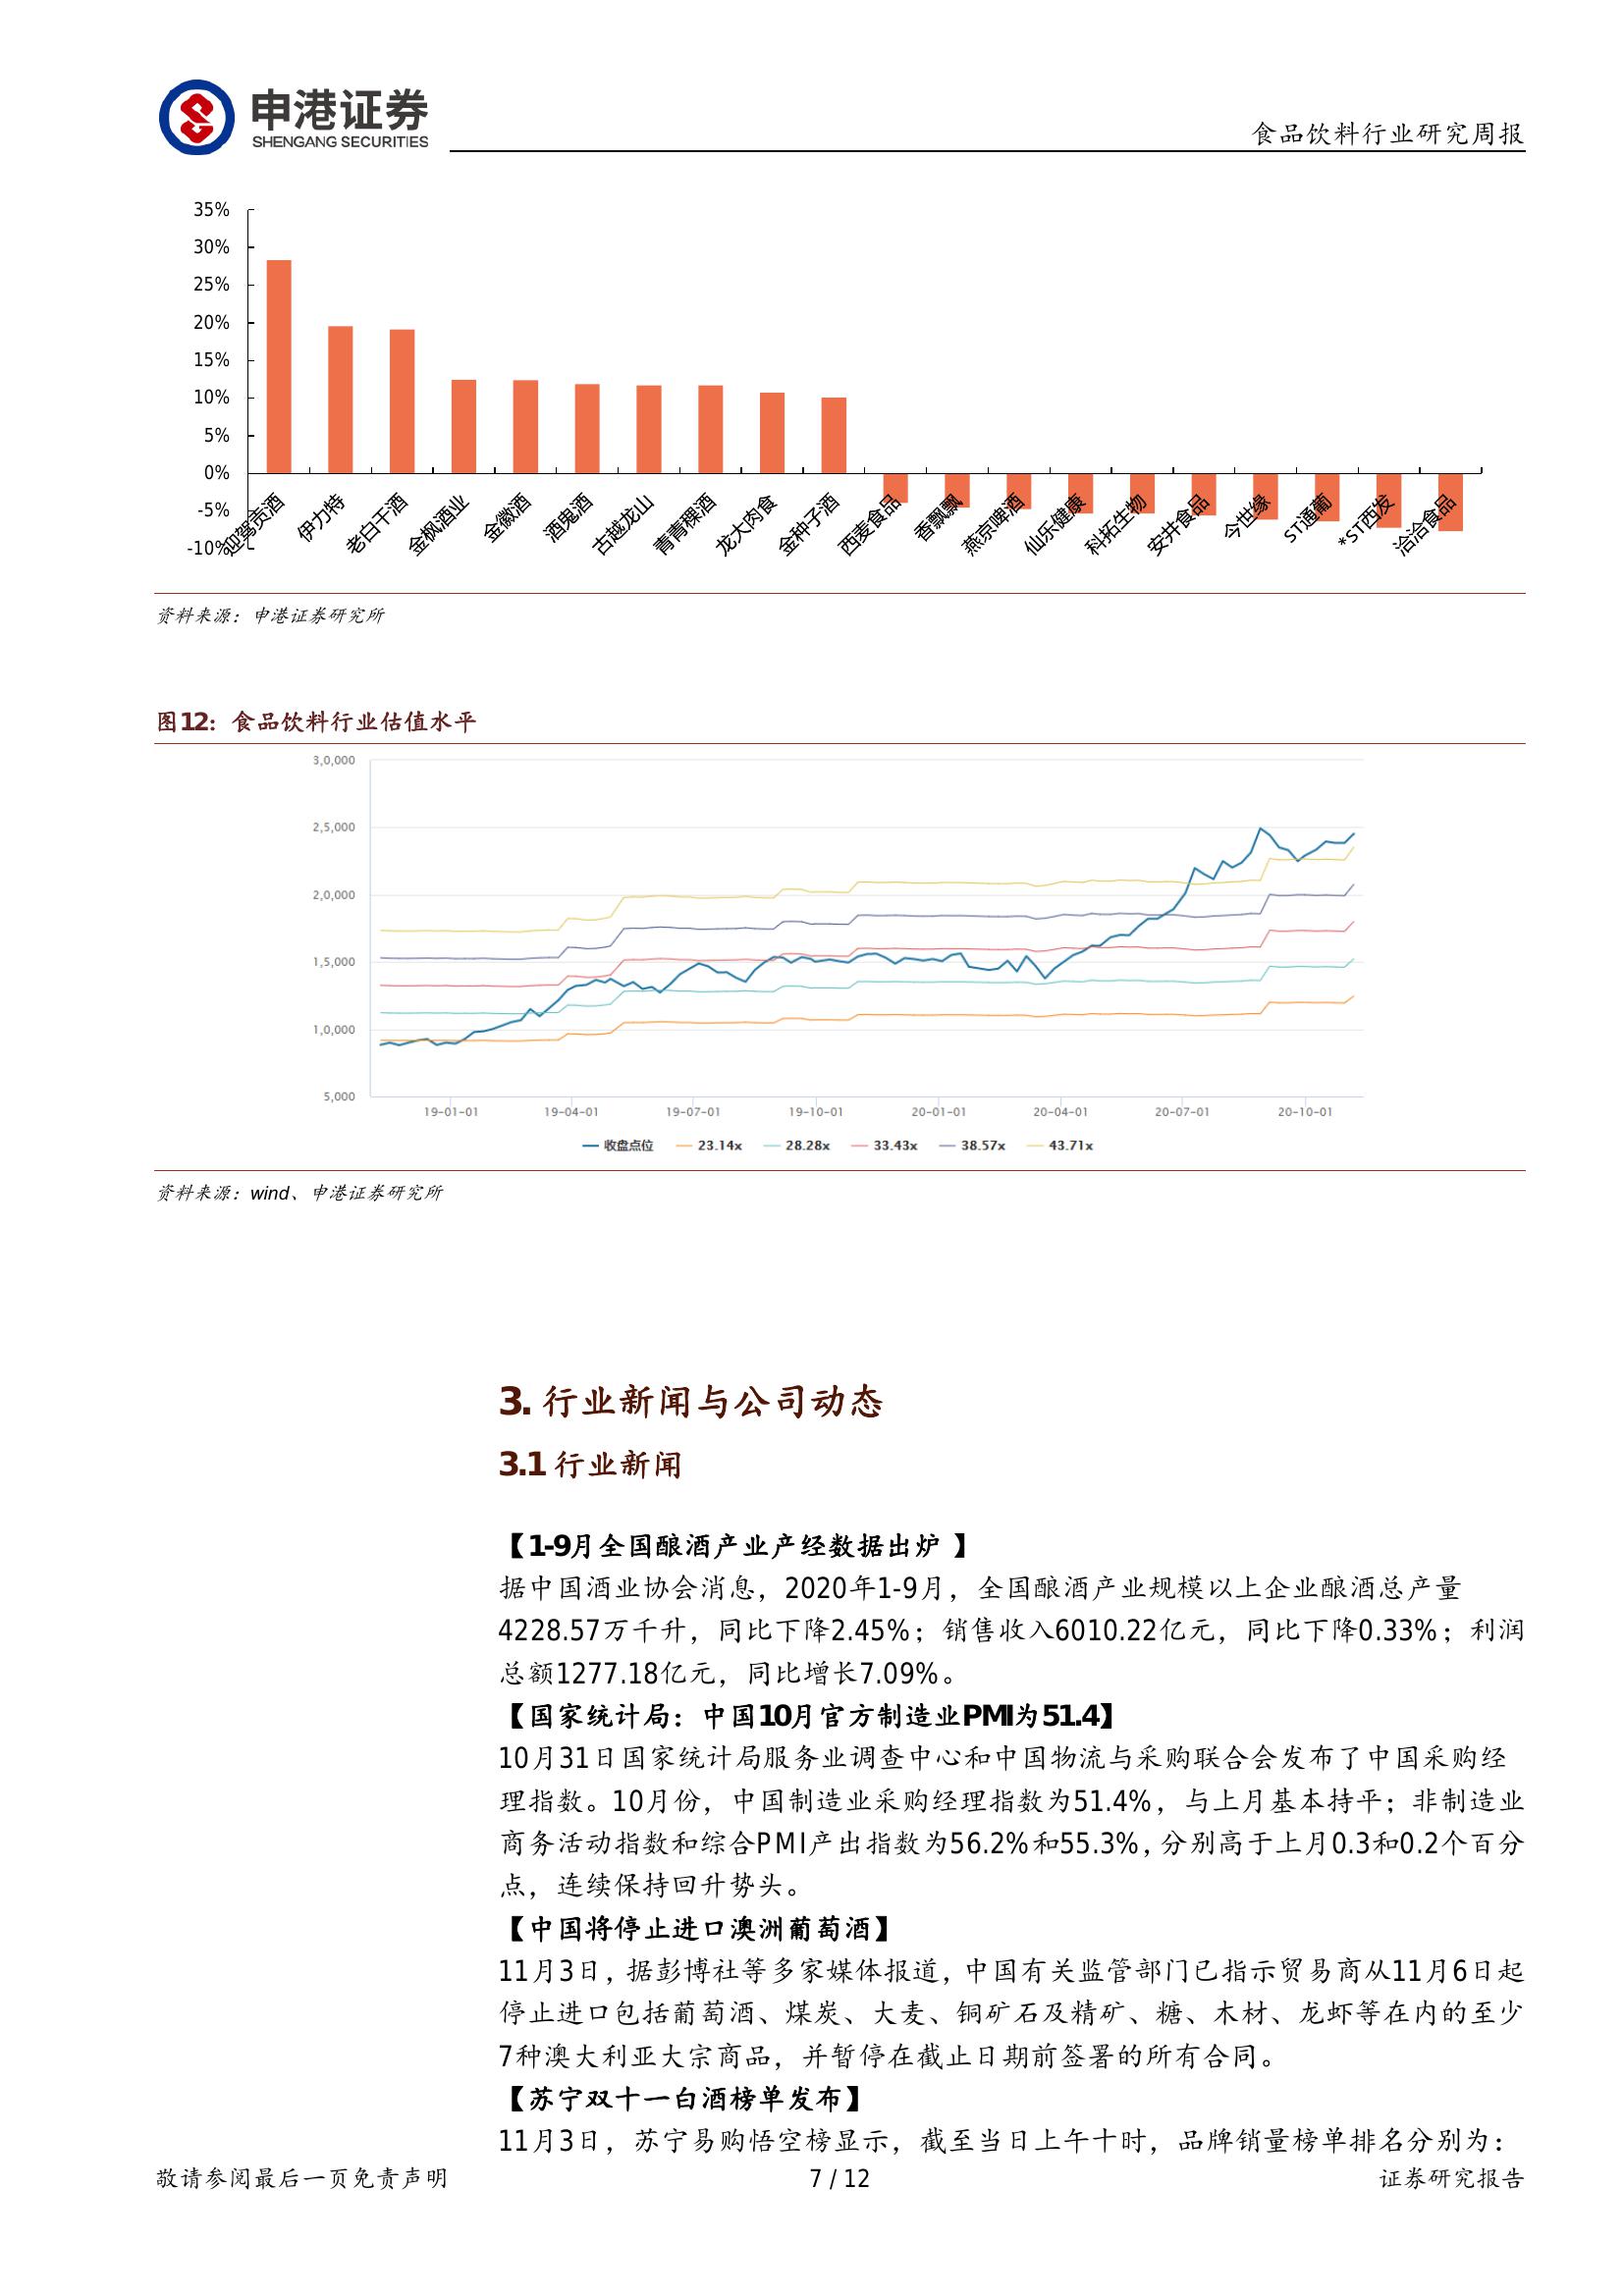 申港证券
SHENGANG SECURITIES
食品饮料行业研究周报
35%
30%
25%
20%
15%
10%
5%
0%
-5%
-10%
迎驾贡酒
伊力特
老白干酒
金枫酒业
金徽酒
酒鬼酒
古越龙山
青青稞酒
龙大肉食
金种子酒
西麦食品
香飘飘
燕京啤酒
仙乐健康
科拓生物
安井食品
今世缘
ST通葡
*ST西发
洽洽食品
资料来源：申港证券研究所
图12：食品饮料行业估值水平
3,0,000
2,5,000
2,0,000
1,5,000
1,0,000
5,000
19-01-01 19-04-01 19-07-01 19-10-01 20-01-01 20-04-01 20-07-01 20-10-01
收盘点位 23.14x 28.28x 33.43x 38.57x 43.71x
资料来源：wind、申港证券研究所
3. 行业新闻与公司动态
3.1 行业新闻
【1-9月全国酿酒产业产经数据出炉 】
据中国酒业协会消息，2020年1-9月，全国酿酒产业规模以上企业酿酒总产量
4228.57万千升，同比下降2.45%；销售收入6010.22亿元，同比下降0.33%；利润
总额1277.18亿元，同比增长7.09%。
【国家统计局：中国10月官方制造业PMI为51.4】
10月31日国家统计局服务业调查中心和中国物流与采购联合会发布了中国采购经
理指数。10月份，中国制造业采购经理指数为51.4%，与上月基本持平；非制造业
商务活动指数和综合PMI产出指数为56.2%和55.3%，分别高于上月0.3和0.2个百分
点，连续保持回升势头。
【中国将停止进口澳洲葡萄酒】
11月3日，据彭博社等多家媒体报道，中国有关监管部门已指示贸易商从11月6日起
停止进口包括葡萄酒、煤炭、大麦、铜矿石及精矿、糖、木材、龙虾等在内的至少
7种澳大利亚大宗商品，并暂停在截止日期前签署的所有合同。
【苏宁双十一白酒榜单发布】
11月3日，苏宁易购悟空榜显示，截至当日上午十时，品牌销量榜单排名分别为：
敬请参阅最后一页免责声明
7 / 12
证券研究报告